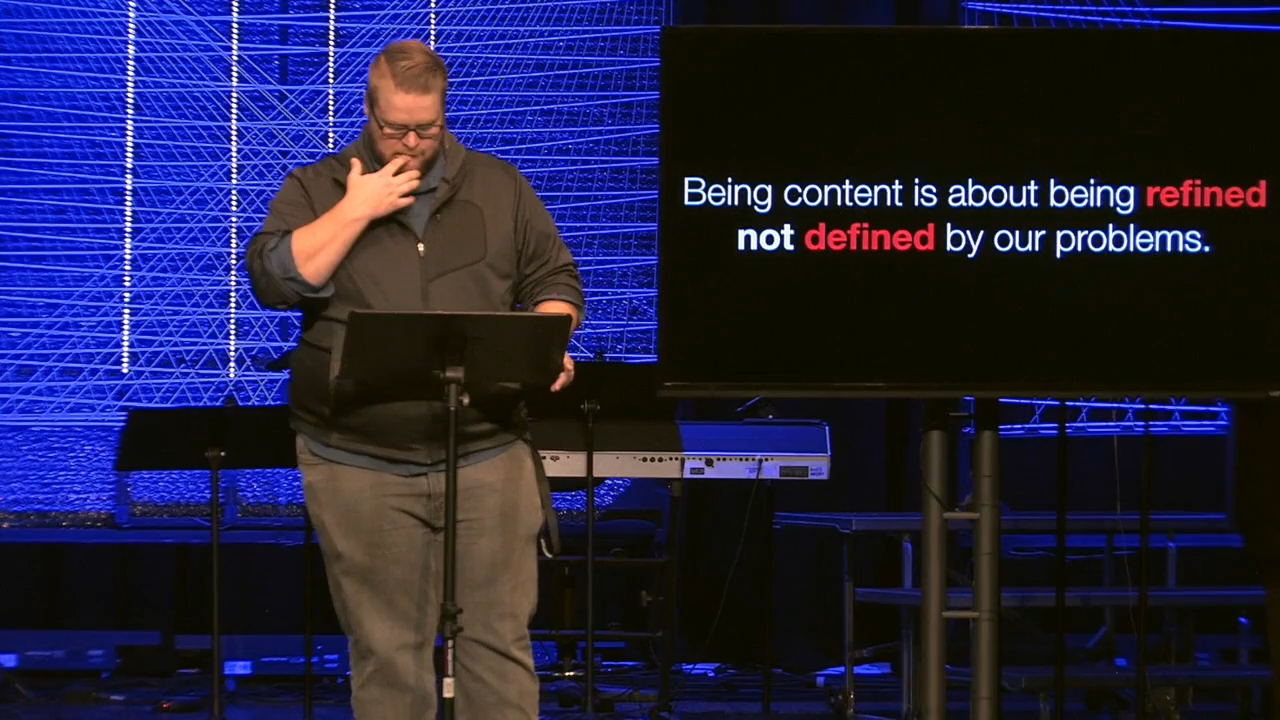 Being content is about being refined
not defined by our problems.